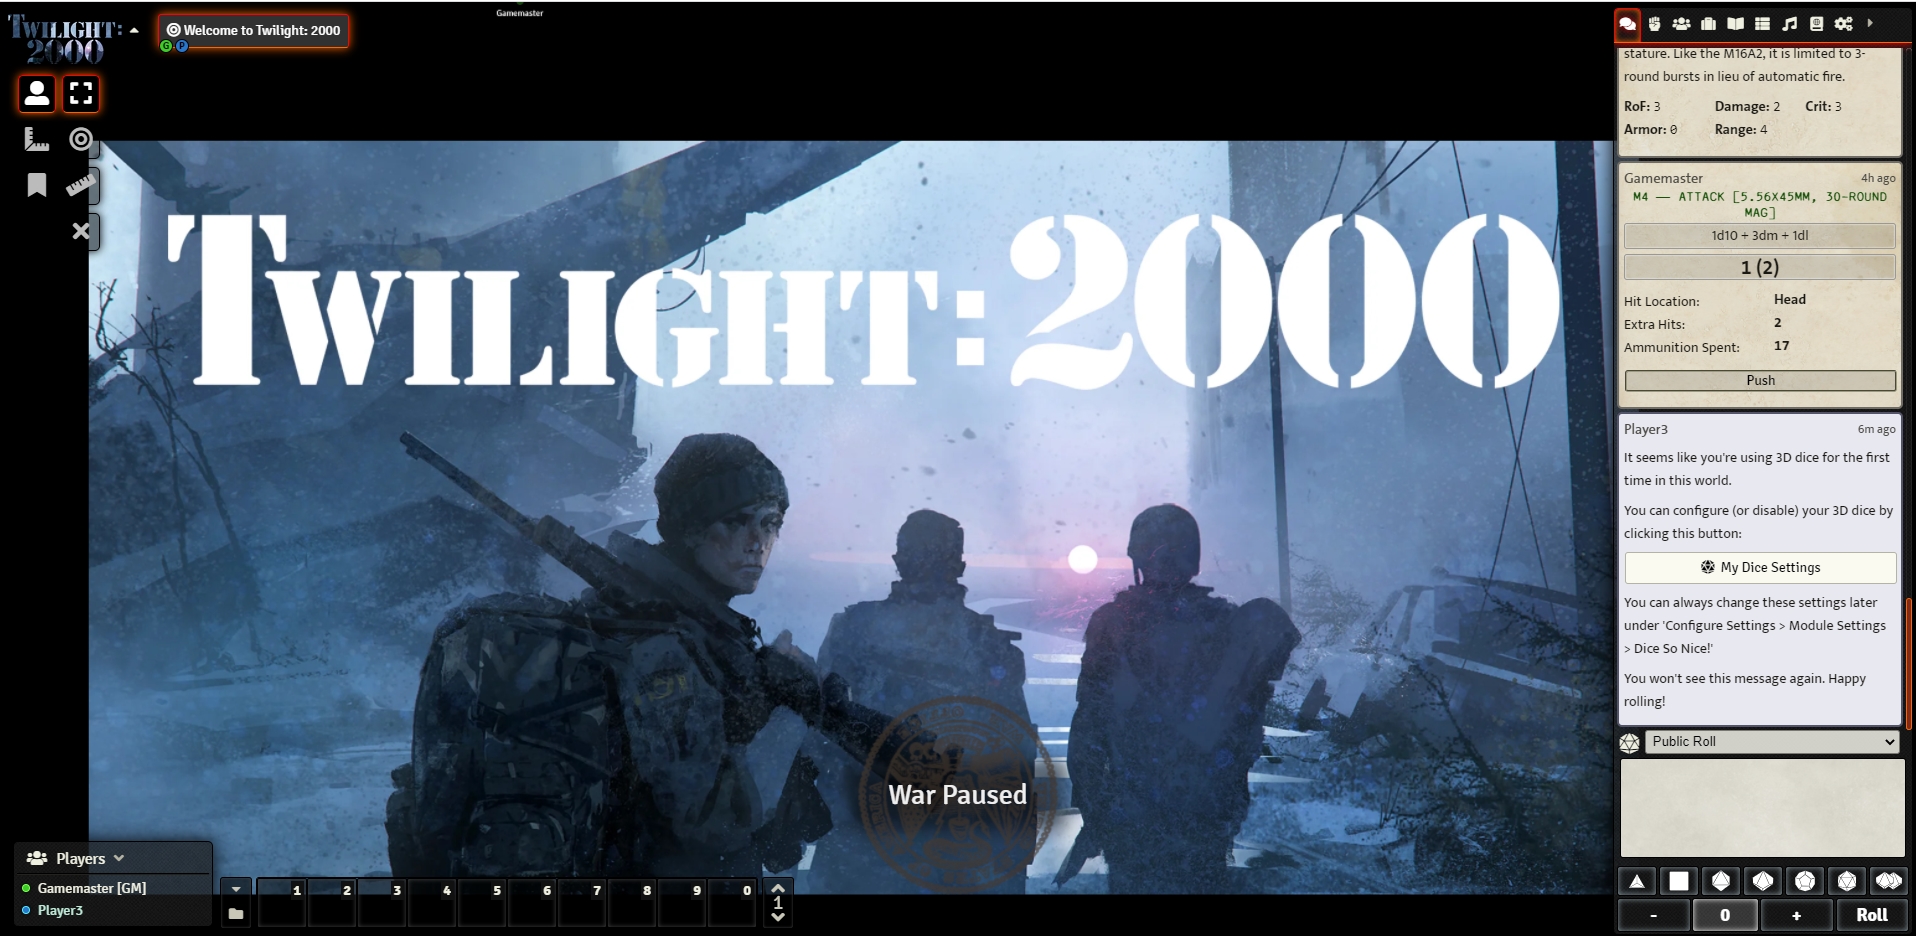 Gamemaster
TWILIGHT:
2000
Welcome to Twilight: 2000
G P
TWILIGHT: 2000
War Paused
Players
Gamemaster [GM]
Player3
1 2 3 4 5 6 7 8 9 0
1
stature. Like the M16A2, it is limited to 3-
round bursts in lieu of automatic fire.
RoF: 3 Damage: 2 Crit: 3
Armor: 0 Range: 4
Gamemaster 4h ago
M4 — ATTACK [5.56X45MM, 30-ROUND
MAG]
1d10 + 3dm + 1dl
1 (2)
Hit Location: Head
Extra Hits: 2
Ammunition Spent: 17
Push
Player3 6m ago
It seems like you're using 3D dice for the first
time in this world.
You can configure (or disable) your 3D dice by
clicking this button:
My Dice Settings
You can always change these settings later
under 'Configure Settings > Module Settings
> Dice So Nice!'
You won't see this message again. Happy
rolling!
Public Roll
- 0 + Roll